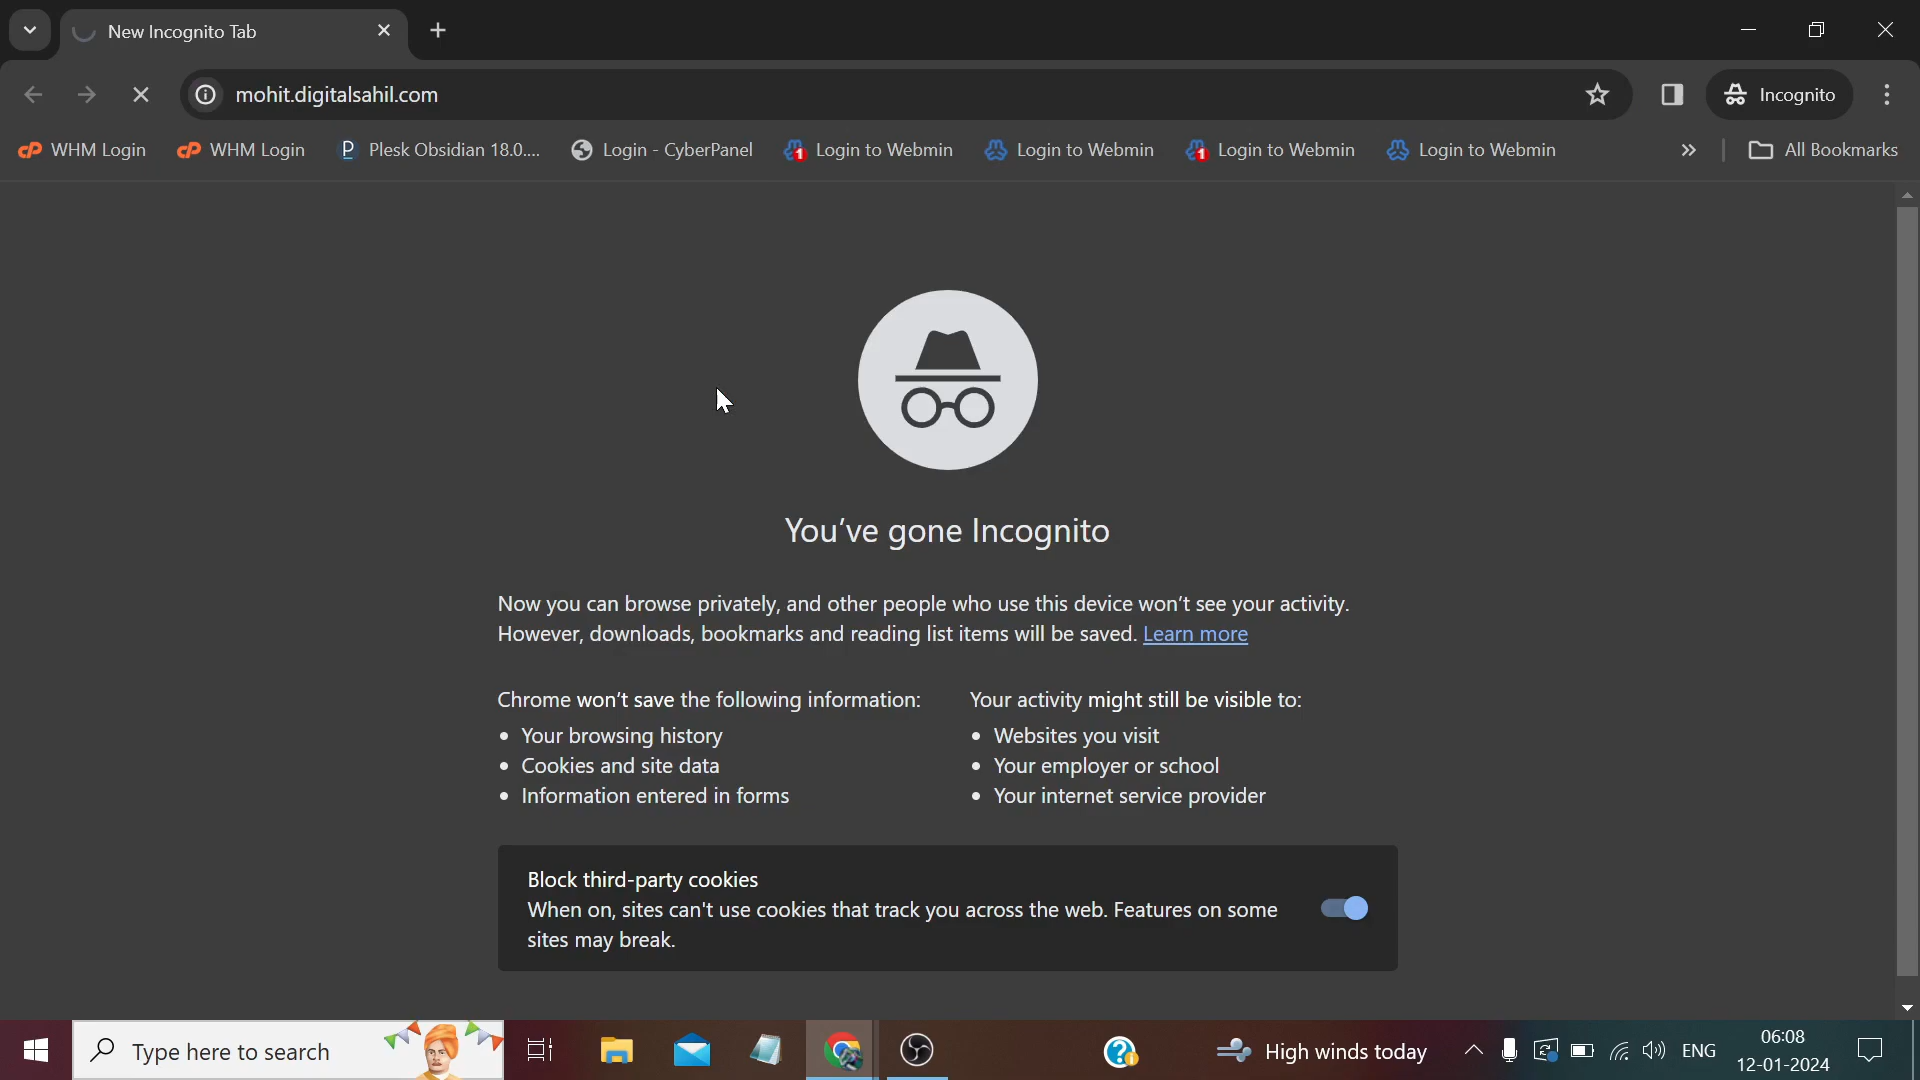 New Incognito Tab
mohit.digitalsahil.com
Incognito
WHM Login
WHM Login
Plesk Obsidian 18.0....
Login - CyberPanel
Login to Webmin
Login to Webmin
Login to Webmin
Login to Webmin
All Bookmarks
You've gone Incognito
Now you can browse privately, and other people who use this device won't see your activity.
However, downloads, bookmarks and reading list items will be saved. Learn more
Chrome won't save the following information:
Your browsing history
Cookies and site data
Information entered in forms
Your activity might still be visible to:
Websites you visit
Your employer or school
Your internet service provider
Block third-party cookies
When on, sites can't use cookies that track you across the web. Features on some
sites may break.
Type here to search
High winds today
ENG
06:08
12-01-2024